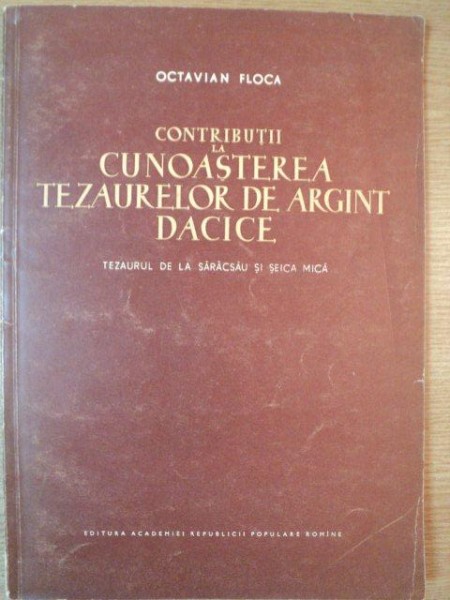 OCTAVIAN FLOCA
CONTRIBUȚII
LA
CUNOAȘTEREA
TEZAURELOR DE ARGINT
DACICE
TEZAURUL DE LA SĂRĂCSĂU ȘI ȘEICA MICĂ
EDITURA ACADEMIEI REPUBLICII POPULARE ROMÎNE